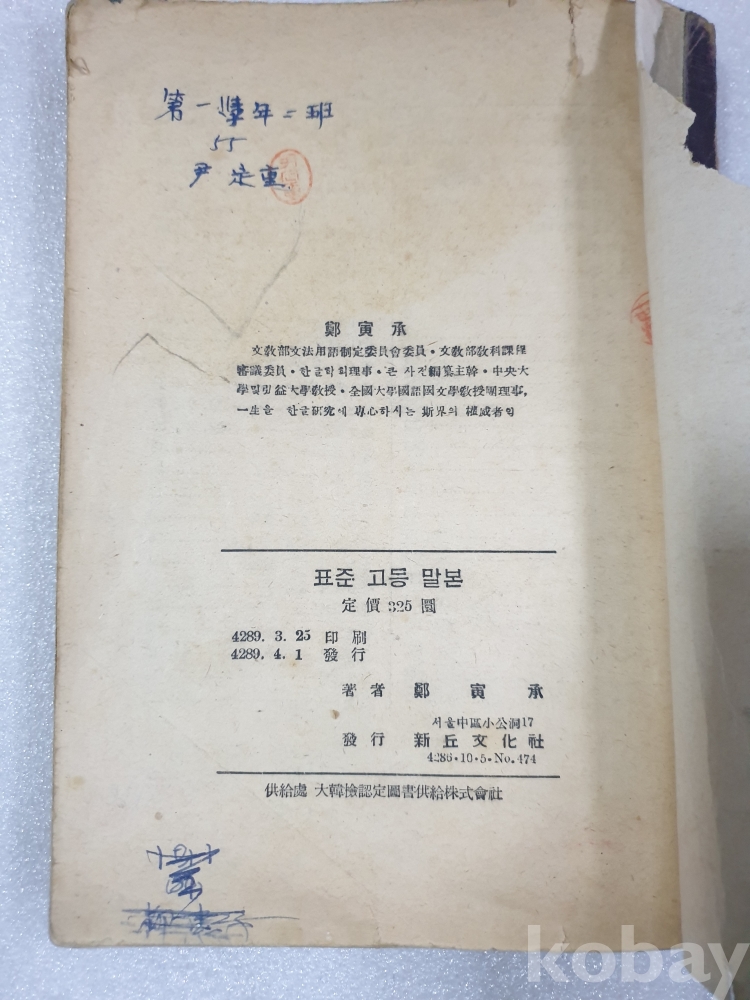 第一學年二班
55
尹定重
鄭寅承
文敎部文法用語制定委員會委員·文敎部敎科課程
審議委員·한글학회理事·큰 사전編纂主幹·中央大
學및弘益大學敎授·全國大學國語國文學敎授團理事,
一生을 한글硏究에 專心하시는 斯界의 權威者임
표준 고등 말본
定價 325 圜
4289. 3. 25 印刷
4289. 4. 1 發行
著者 鄭寅承
서울中區小公洞17
發行 新丘文化社
4286·10·5·No. 474
供給處 大韓檢認定圖書供給株式會社
kobay